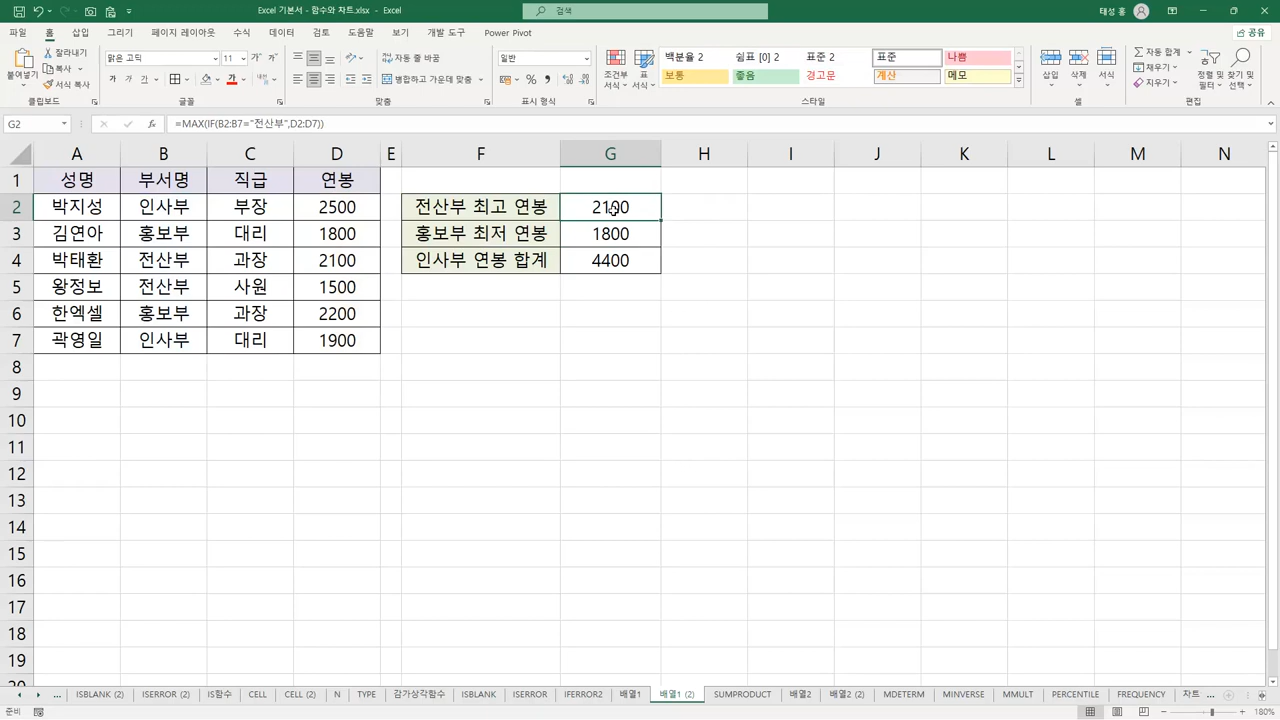 Excel 기본서 - 함수와 차트.xlsx - Excel
검색
태성 홍
파일 홈 삽입 그리기 페이지 레이아웃 수식 데이터 검토 도움말 보기 개발 도구 Power Pivot
공유
붙여넣기
잘라내기
복사
서식 복사
클립보드
맑은 고딕 11
가 가 가
글꼴
자동 줄 바꿈
병합하고 가운데 맞춤
맞춤
일반
표시 형식
조건부 서식
표 서식
백분율 2 쉼표 [0] 2 표준 2 표준 나쁨
보통 좋음 경고문 계산 메모
스타일
삽입 삭제 서식
셀
자동 합계
채우기
지우기
정렬 및 필터
찾기 및 선택
편집
G2 fx =MAX(IF(B2:B7="전산부",D2:D7))
A B C D E F G H I J K L M N
1 성명 부서명 직급 연봉
2 박지성 인사부 부장 2500 전산부 최고 연봉 2100
3 김연아 홍보부 대리 1800 홍보부 최저 연봉 1800
4 박태환 전산부 과장 2100 인사부 연봉 합계 4400
5 왕정보 전산부 사원 1500
6 한엑셀 홍보부 과장 2200
7 곽영일 인사부 대리 1900
8
9
10
11
12
13
14
15
16
17
18
19
20
... ISBLANK (2) ISERROR (2) IS함수 CELL CELL (2) N TYPE 감가상각함수 ISBLANK ISERROR IFERROR2 배열1 배열1 (2) SUMPRODUCT 배열2 배열2 (2) MDETERM MINVERSE MMULT PERCENTILE FREQUENCY 차트 ...
준비
180%